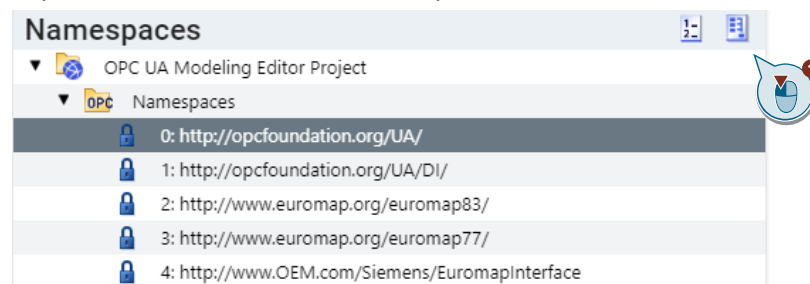 Namespaces
OPC UA Modeling Editor Project
OPC Namespaces
0: http://opcfoundation.org/UA/
1: http://opcfoundation.org/UA/DI/
2: http://www.euromap.org/euromap83/
3: http://www.euromap.org/euromap77/
4: http://www.OEM.com/Siemens/EuromapInterface